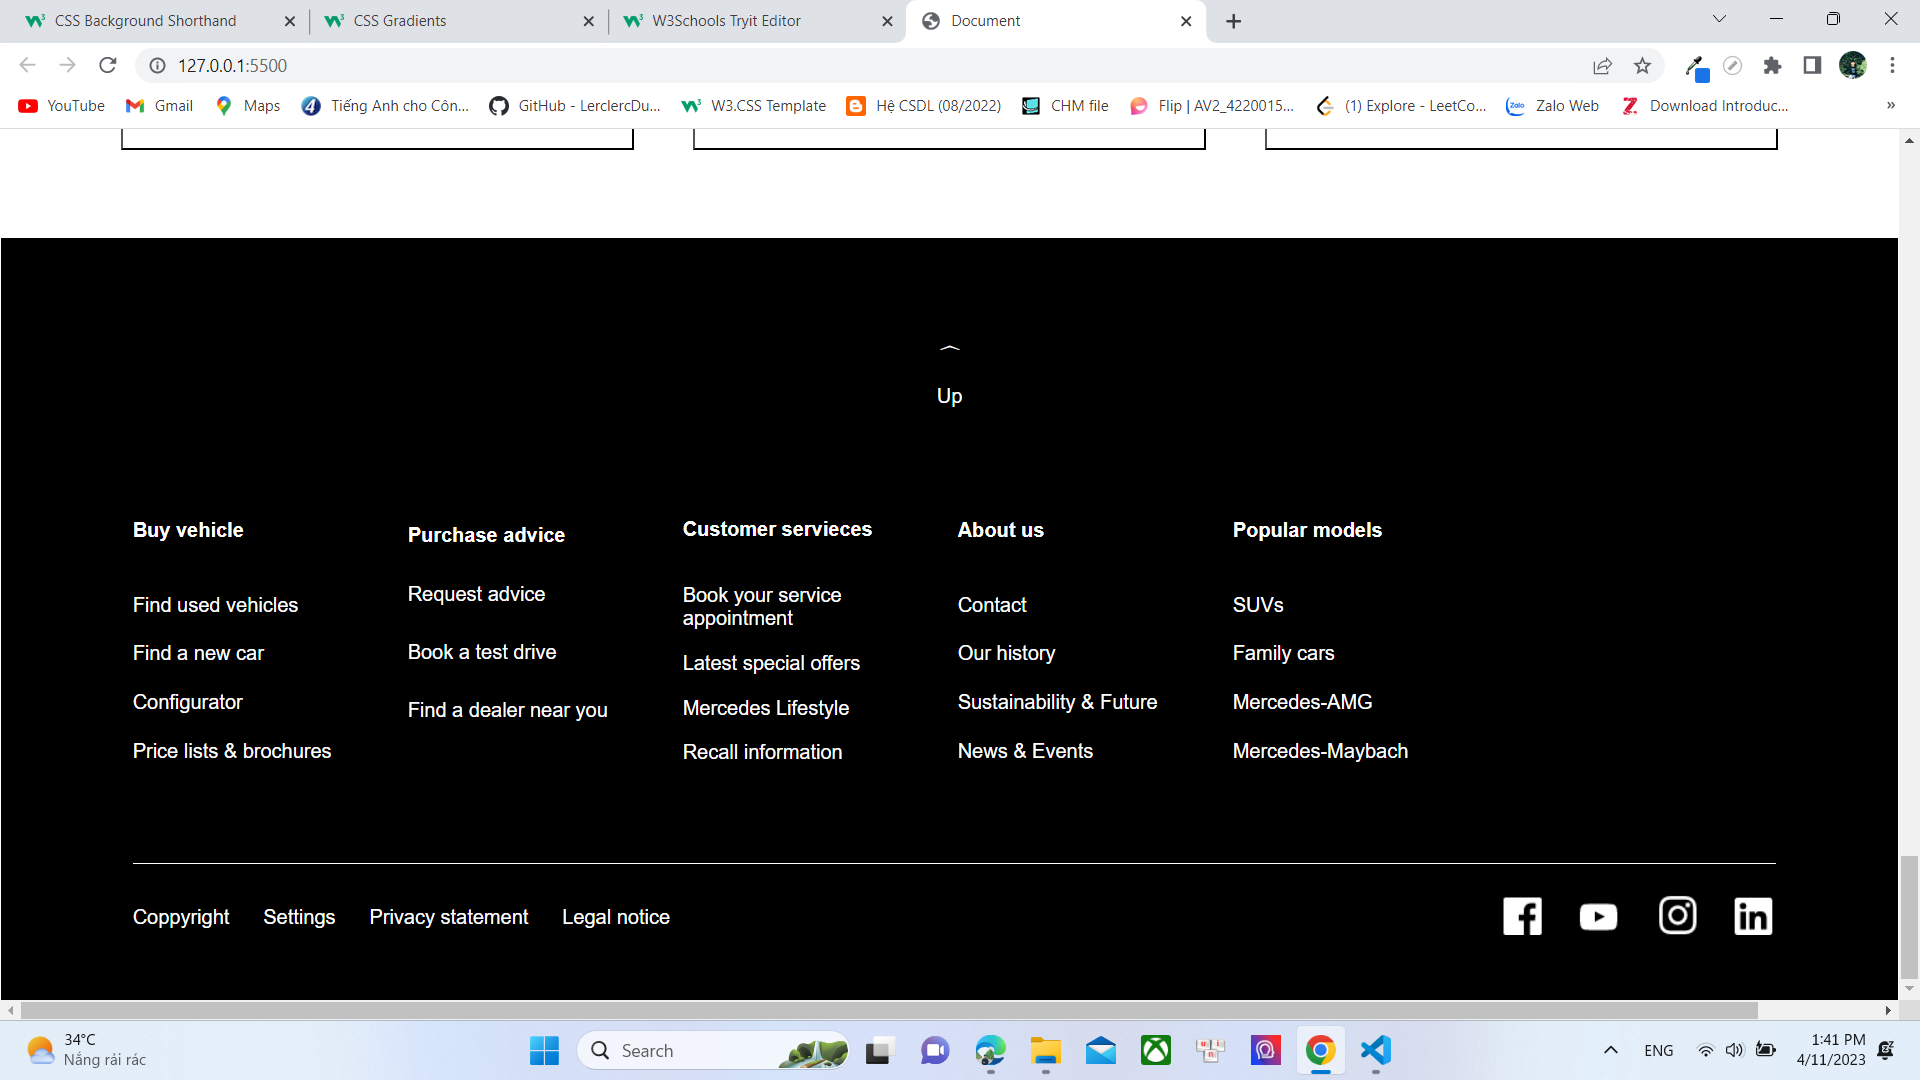 CSS Background Shorthand
CSS Gradients
W3Schools Tryit Editor
Document
127.0.0.1:5500
YouTube
Gmail
Maps
Tiếng Anh cho Côn...
GitHub - LerclercDu...
W3.CSS Template
Hệ CSDL (08/2022)
CHM file
Flip | AV2_4220015...
(1) Explore - LeetCo...
Zalo Web
Download Introduc...
»
Up
Buy vehicle
Find used vehicles
Find a new car
Configurator
Price lists & brochures
Purchase advice
Request advice
Book a test drive
Find a dealer near you
Customer servieces
Book your service
appointment
Latest special offers
Mercedes Lifestyle
Recall information
About us
Contact
Our history
Sustainability & Future
News & Events
Popular models
SUVs
Family cars
Mercedes-AMG
Mercedes-Maybach
Coppyright
Settings
Privacy statement
Legal notice
34°C
Nắng rải rác
Search
ENG
1:41 PM
4/11/2023